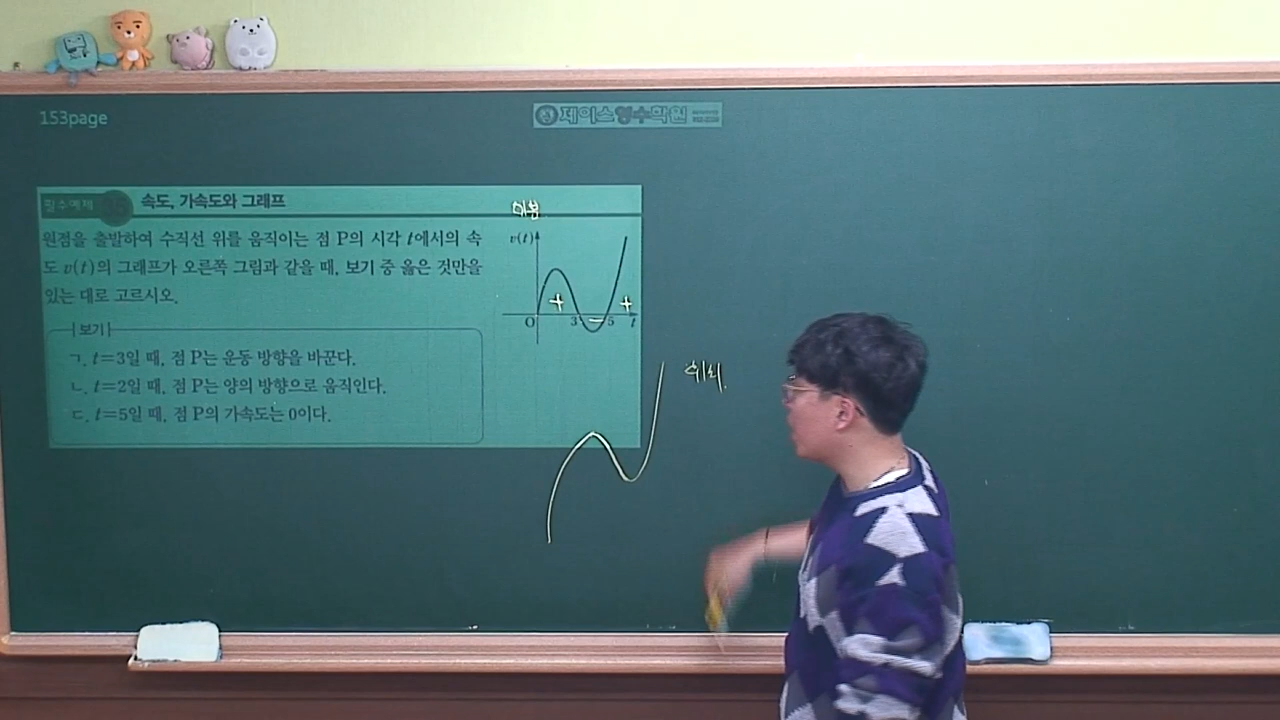 153page
제이스영수학원
필수예제
속도, 가속도와 그래프
미분
원점을 출발하여 수직선 위를 움직이는 점 P의 시각 t에서의 속
도 v(t)의 그래프가 오른쪽 그림과 같을 때, 보기 중 옳은 것만을
있는 대로 고르시오.
v(t)
+ − +
O 3 5 t
보기
ㄱ. t=3일 때, 점 P는 운동 방향을 바꾼다.
ㄴ. t=2일 때, 점 P는 양의 방향으로 움직인다.
ㄷ. t=5일 때, 점 P의 가속도는 0이다.
위치